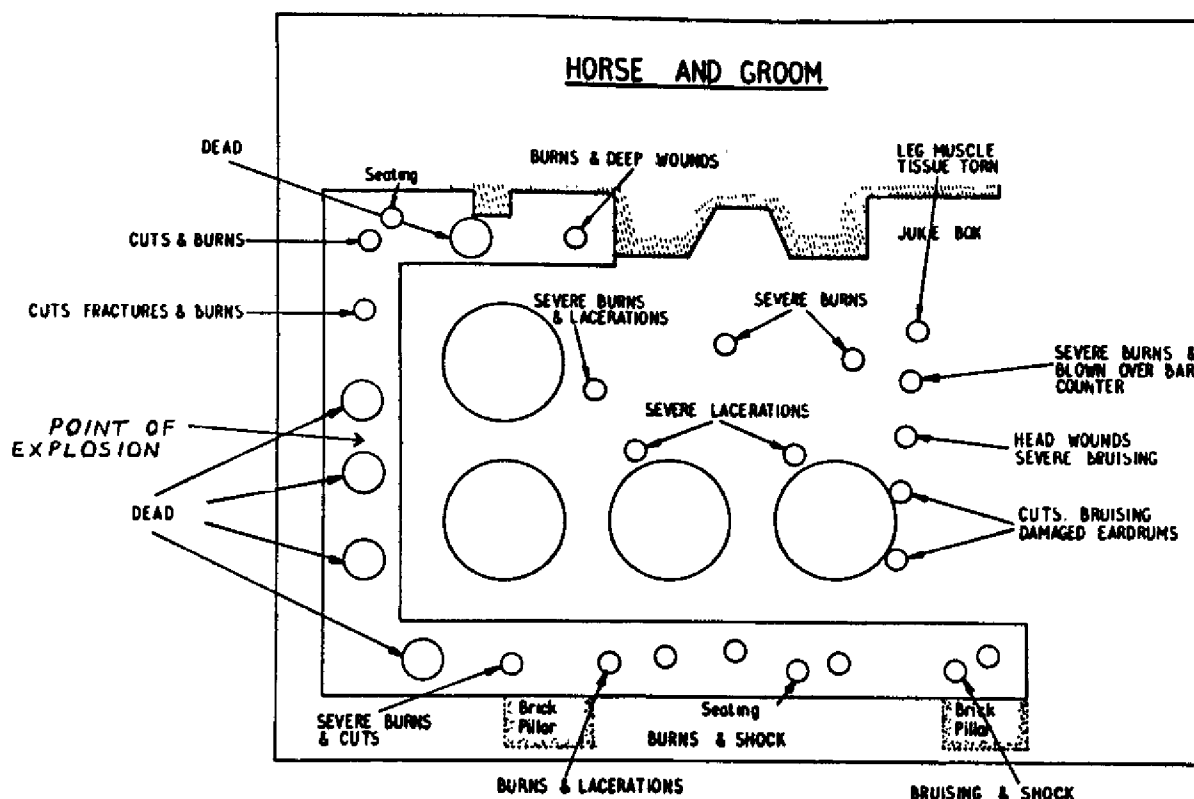 HORSE AND GROOM
DEAD
Seating
BURNS & DEEP WOUNDS
LEG MUSCLE
TISSUE TORN
CUTS & BURNS
JUKE BOX
CUTS FRACTURES & BURNS
SEVERE BURNS
& LACERATIONS
SEVERE BURNS
SEVERE BURNS &
BLOWN OVER BAR
COUNTER
SEVERE LACERATIONS
POINT OF
EXPLOSION
HEAD WOUNDS
SEVERE BRUISING
DEAD
CUTS. BRUISING
DAMAGED EARDRUMS
SEVERE BURNS
& CUTS
Brick
Pillar
Seating
BURNS & SHOCK
Brick
Pillar
BURNS & LACERATIONS
BRUISING & SHOCK